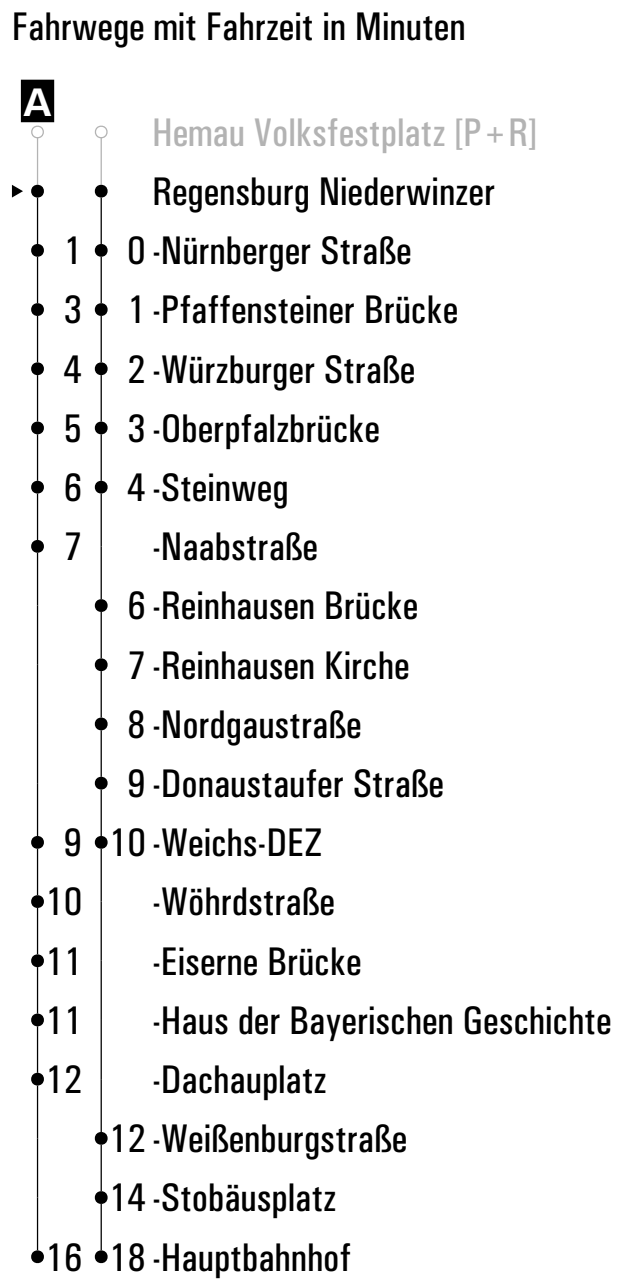 Fahrwege mit Fahrzeit in Minuten
A
Hemau Volksfestplatz [P+R]
Regensburg Niederwinzer
1 0 -Nürnberger Straße
3 1 -Pfaffensteiner Brücke
4 2 -Würzburger Straße
5 3 -Oberpfalzbrücke
6 4 -Steinweg
7 -Naabstraße
6 -Reinhausen Brücke
7 -Reinhausen Kirche
8 -Nordgaustraße
9 -Donaustaufer Straße
9 10 -Weichs-DEZ
10 -Wöhrdstraße
11 -Eiserne Brücke
11 -Haus der Bayerischen Geschichte
12 -Dachauplatz
12 -Weißenburgstraße
14 -Stobäusplatz
16 18 -Hauptbahnhof